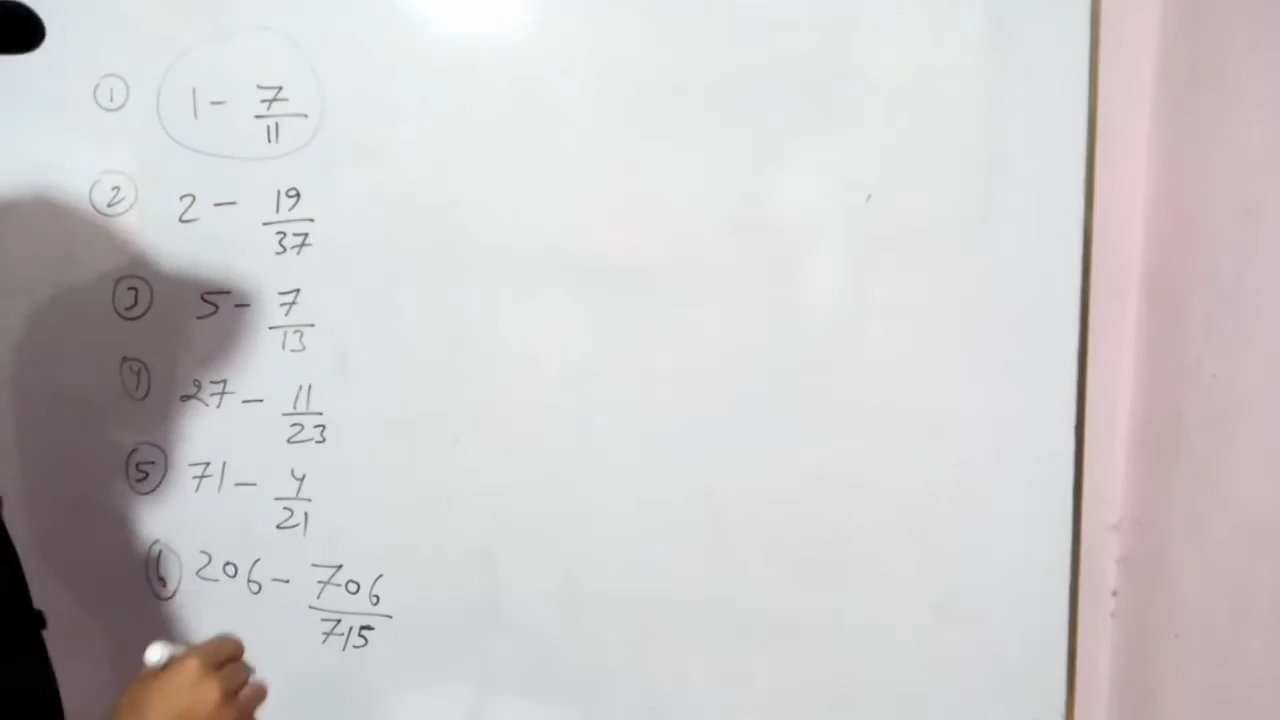 ① 1 - 7/11
② 2 - 19/37
③ 5 - 7/13
④ 27 - 11/23
⑤ 71 - 4/21
⑥ 206 - 706/715